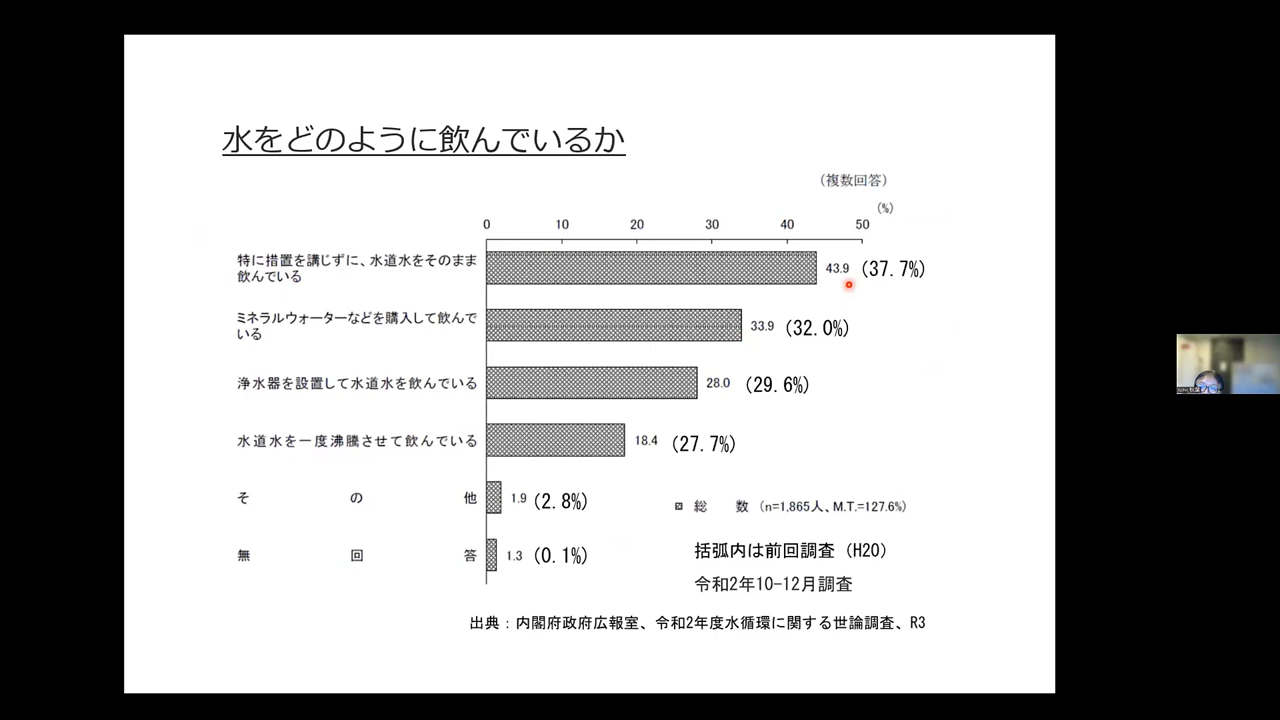 水をどのように飲んでいるか
（複数回答）
(%)
0 10 20 30 40 50
特に措置を講じずに、水道水をそのまま
飲んでいる
43.9 (37.7%)
ミネラルウォーターなどを購入して飲んで
いる
33.9 (32.0%)
浄水器を設置して水道水を飲んでいる 28.0 (29.6%)
水道水を一度沸騰させて飲んでいる 18.4 (27.7%)
その他 1.9 (2.8%)
無回答 1.3 (0.1%)
総数 (n=1,865人、M.T.=127.6%)
括弧内は前回調査（H20）
令和2年10-12月調査
出典：内閣府政府広報室、令和2年度水循環に関する世論調査、R3